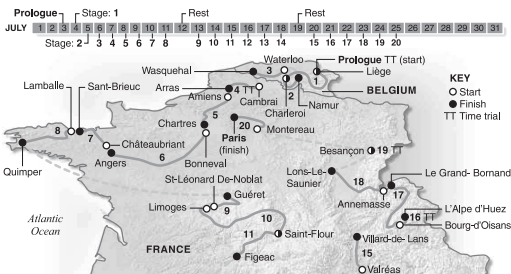 Prologue Stage: 1 Rest Rest
JULY 1 2 3 4 5 6 7 8 9 10 11 12 13 14 15 16 17 18 19 20 21 22 23 24 25 26 27 28 29 30 31
Stage: 2 3 4 5 6 7 8 9 10 11 12 13 14 15 16 17 18 19 20
Waterloo
Prologue TT (start)
Wasquehal
3
Liège
1
Lamballe
Sant-Brieuc
Arras
4 TT
2
BELGIUM
Amiens
Cambrai
Namur
Charleroi
KEY
Start
Finish
TT Time trial
8
7
Chartres
5
20
Châteaubriant
Paris
(finish)
Montereau
Angers
6
Bonneval
Besançon
19 TT
Quimper
St-Léonard De-Noblat
Lons-Le-
Saunier
Le Grand- Bornand
Guéret
18
17
Limoges
9
Annemasse
L'Alpe d'Huez
10
16 TT
Atlantic
Ocean
Bourg-d'Oisans
11
Saint-Flour
Villard-de- Lans
FRANCE
15
Figeac
Valréas